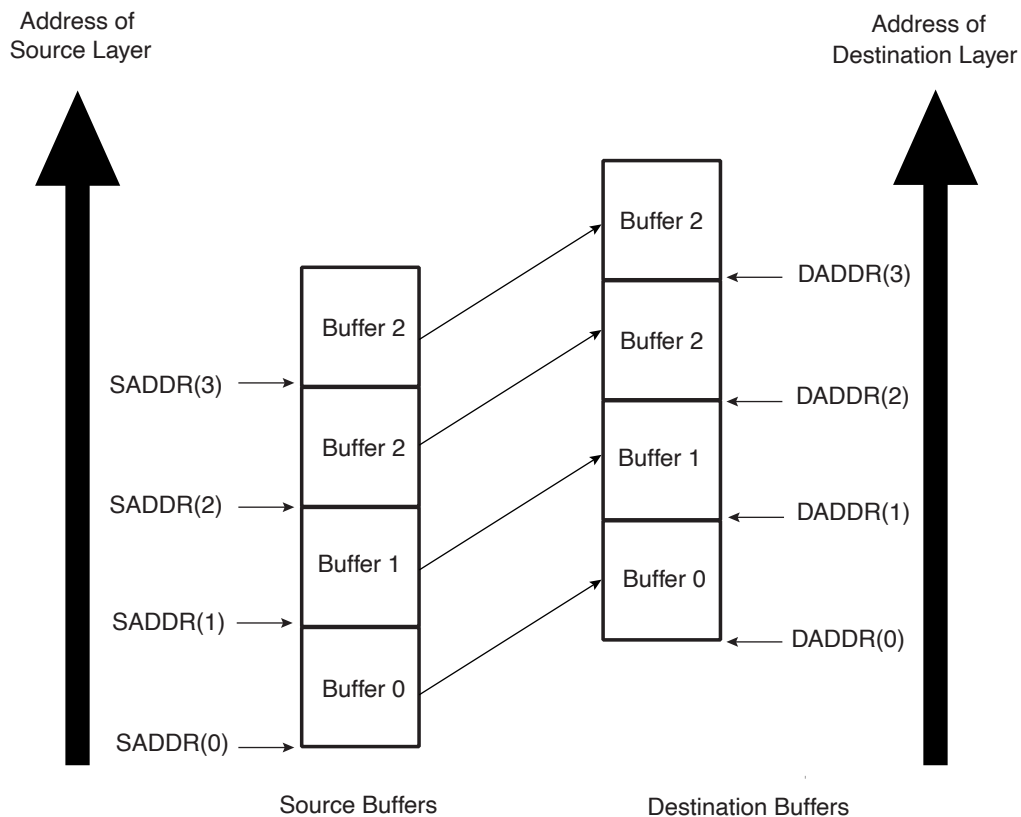 Address of
Source Layer
Address of
Destination Layer
Buffer 2
DADDR(3)
Buffer 2
Buffer 2
SADDR(3)
DADDR(2)
Buffer 2
Buffer 1
SADDR(2)
DADDR(1)
Buffer 1
Buffer 0
SADDR(1)
DADDR(0)
Buffer 0
SADDR(0)
Source Buffers
Destination Buffers